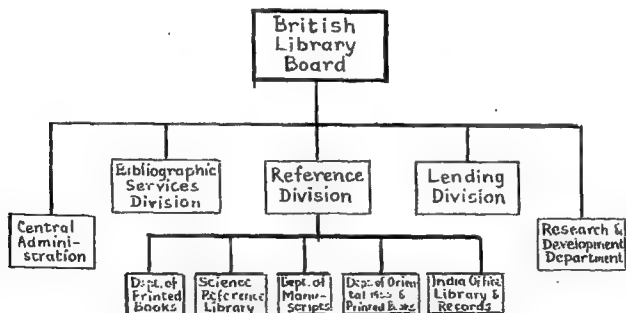 British
Library
Board
Bibliographic
Services
Division
Reference
Division
Lending
Division
Central
Admini-
stration
Research &
Development
Department
Dept. of
Printed
Books
Science
Reference
Library
Dept. of
Manu-
scripts
Dept. of Orien
tal Mss &
Printed Books
India Office
Library &
Records